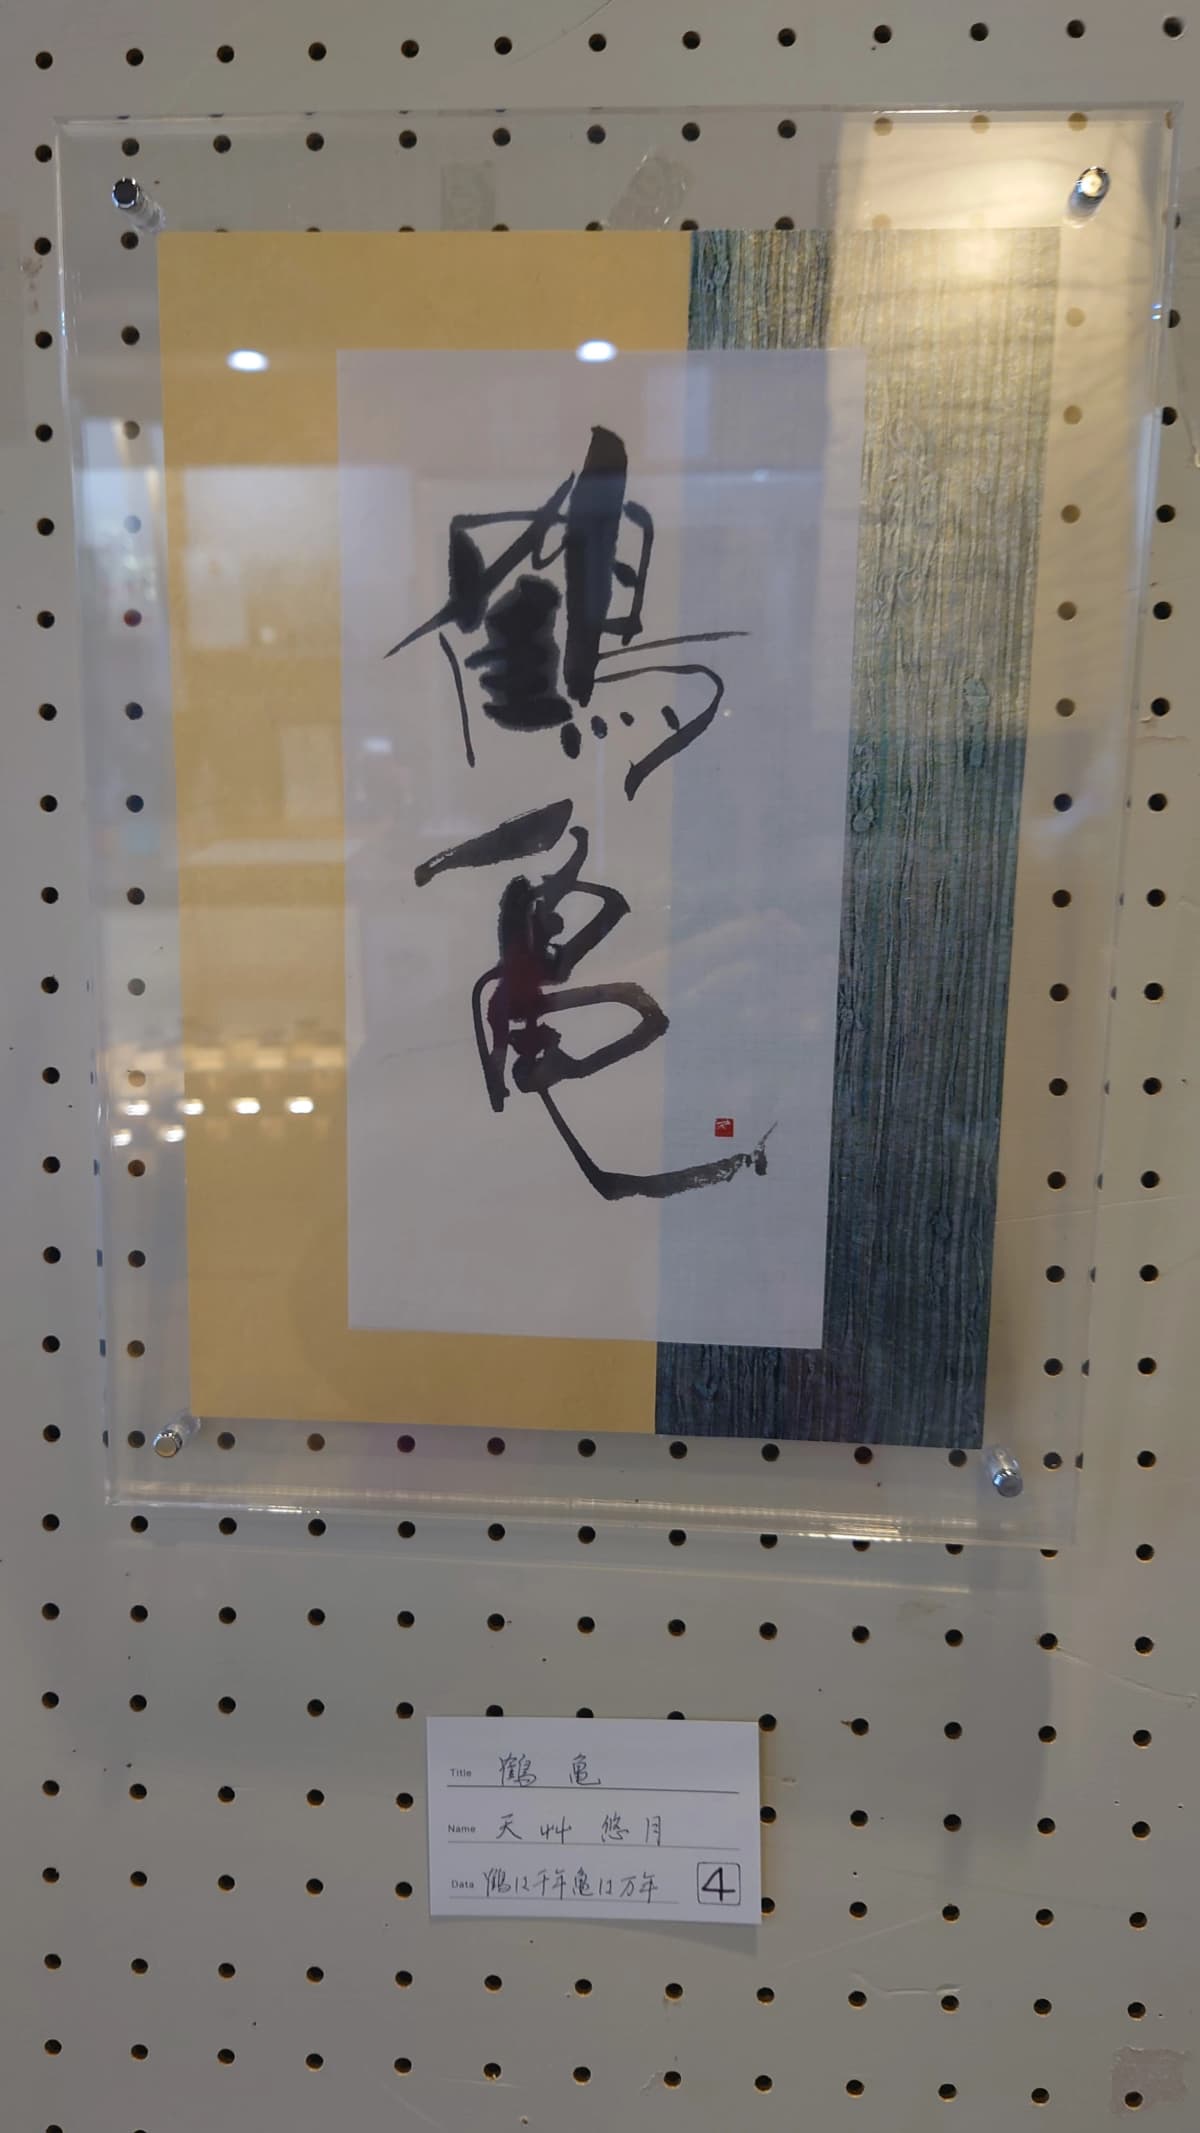 鶴
亀
Title 鶴 亀
Name 天艸 悠月
Data 鶴は千年亀は万年
4